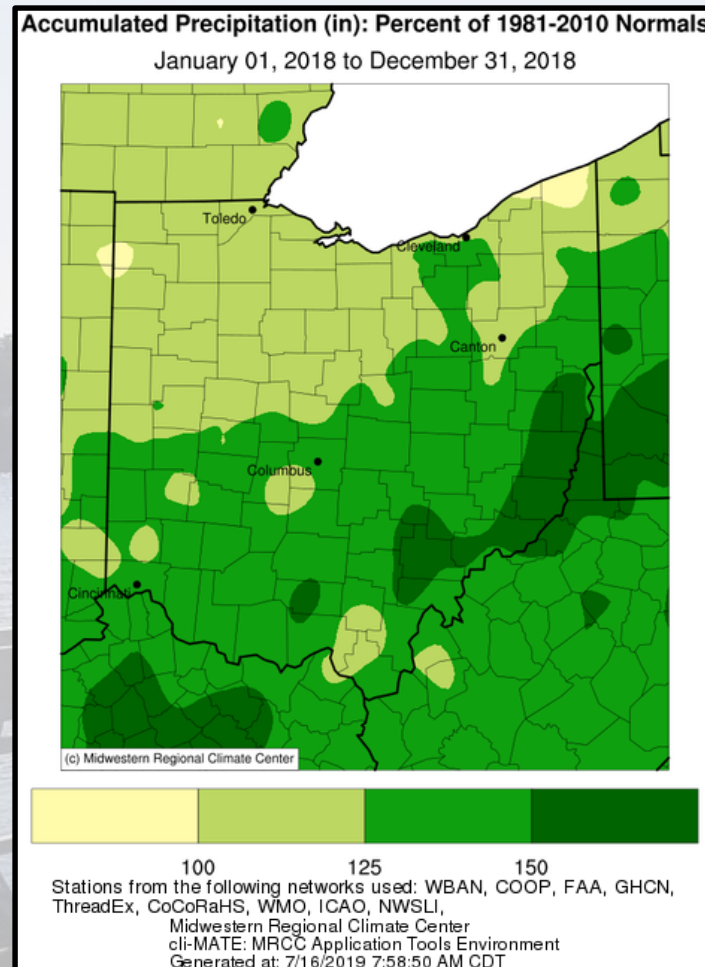 Accumulated Precipitation (in): Percent of 1981-2010 Normals
January 01, 2018 to December 31, 2018
Toledo
Cleveland
Canton
Columbus
Cincinnati
(c) Midwestern Regional Climate Center
100 125 150
Stations from the following networks used: WBAN, COOP, FAA, GHCN,
ThreadEx, CoCoRaHS, WMO, ICAO, NWSLI,
Midwestern Regional Climate Center
cli-MATE: MRCC Application Tools Environment
Generated at: 7/16/2019 7:58:50 AM CDT